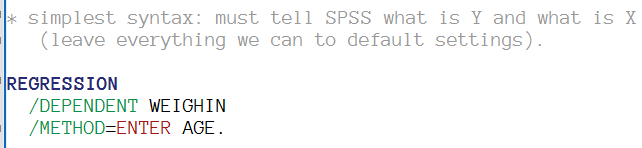 * simplest syntax: must tell SPSS what is Y and what is X
(leave everything we can to default settings).
REGRESSION
/DEPENDENT WEIGHIN
/METHOD=ENTER AGE.